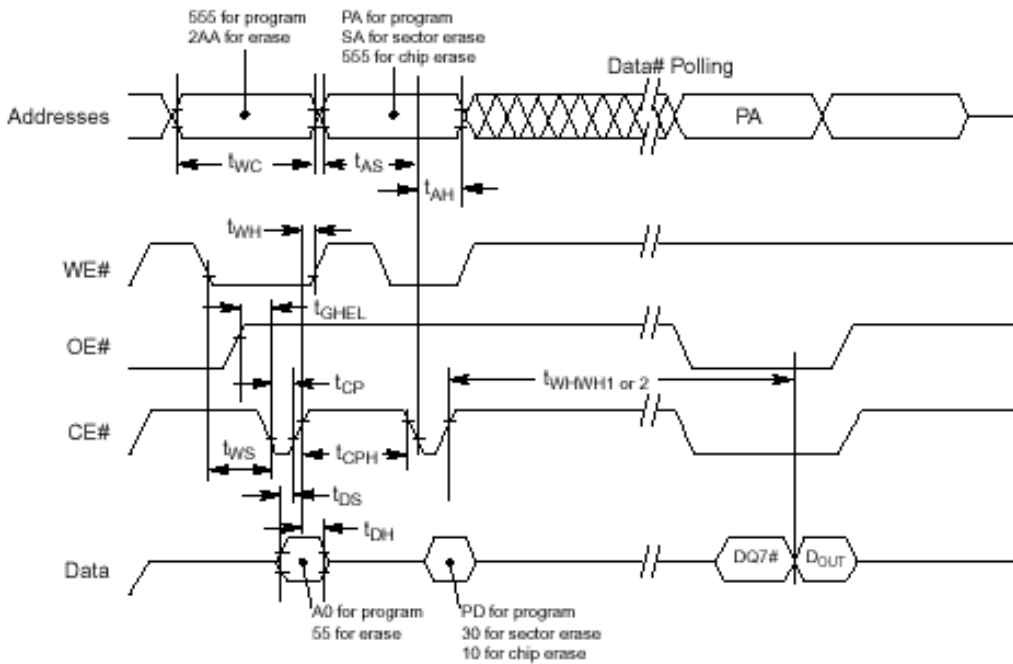 555 for program
2AA for erase
PA for program
SA for sector erase
555 for chip erase
Data# Polling
Addresses
PA
tWC
tAS
tAH
tWH
WE#
tGHEL
OE#
tCP
tWHWH1 or 2
CE#
tWS
tCPH
tDS
tDH
Data
DQ7#
DOUT
A0 for program
55 for erase
PD for program
30 for sector erase
10 for chip erase